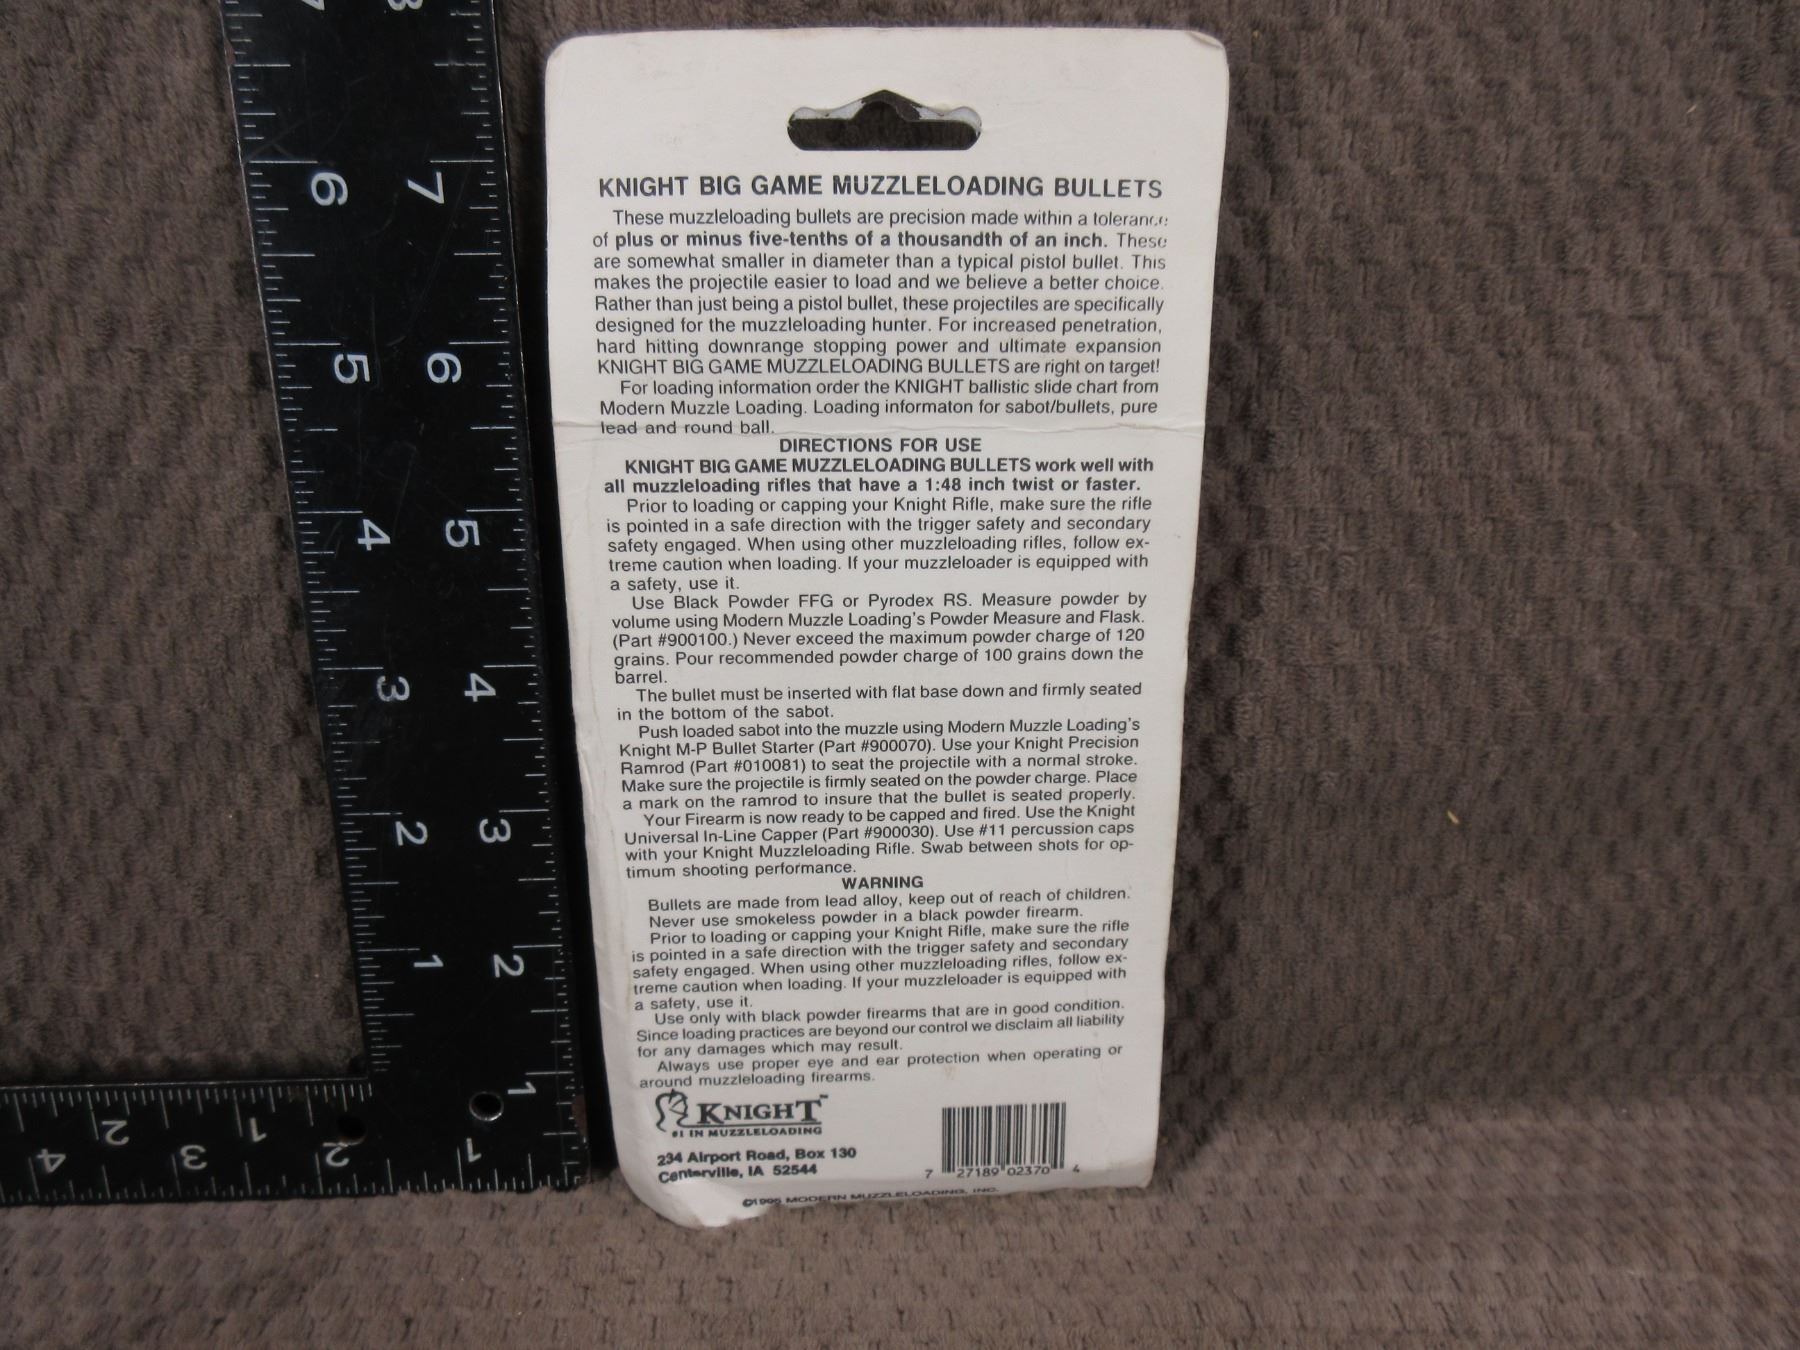 KNIGHT BIG GAME MUZZLELOADING BULLETS
These muzzleloading bullets are precision made within a tolerance
of plus or minus five-tenths of a thousandth of an inch. These
are somewhat smaller in diameter than a typical pistol bullet. This
makes the projectile easier to load and we believe a better choice.
Rather than just being a pistol bullet, these projectiles are specifically
designed for the muzzleloading hunter. For increased penetration,
hard hitting downrange stopping power and ultimate expansion
KNIGHT BIG GAME MUZZLELOADING BULLETS are right on target!
For loading information order the KNIGHT ballistic slide chart from
Modern Muzzle Loading. Loading informaton for sabot/bullets, pure
lead and round ball.
DIRECTIONS FOR USE
KNIGHT BIG GAME MUZZLELOADING BULLETS work well with
all muzzleloading rifles that have a 1:48 inch twist or faster.
Prior to loading or capping your Knight Rifle, make sure the rifle
is pointed in a safe direction with the trigger safety and secondary
safety engaged. When using other muzzleloading rifles, follow ex-
treme caution when loading. If your muzzleloader is equipped with
a safety, use it.
Use Black Powder FFG or Pyrodex RS. Measure powder by
volume using Modern Muzzle Loading's Powder Measure and Flask.
(Part #900100.) Never exceed the maximum powder charge of 120
grains. Pour recommended powder charge of 100 grains down the
barrel.
The bullet must be inserted with flat base down and firmly seated
in the bottom of the sabot.
Push loaded sabot into the muzzle using Modern Muzzle Loading's
Knight M-P Bullet Starter (Part #900070). Use your Knight Precision
Ramrod (Part #010081) to seat the projectile with a normal stroke.
Make sure the projectile is firmly seated on the powder charge. Place
a mark on the ramrod to insure that the bullet is seated properly.
Your Firearm is now ready to be capped and fired. Use the Knight
Universal In-Line Capper (Part #900030). Use #11 percussion caps
with your Knight Muzzleloading Rifle. Swab between shots for op-
timum shooting performance.
WARNING
Bullets are made from lead alloy, keep out of reach of children.
Never use smokeless powder in a black powder firearm.
Prior to loading or capping your Knight Rifle, make sure the rifle
is pointed in a safe direction with the trigger safety and secondary
safety engaged. When using other muzzleloading rifles, follow ex-
treme caution when loading. If your muzzleloader is equipped with
a safety, use it.
Use only with black powder firearms that are in good condition.
Since loading practices are beyond our control we disclaim all liability
for any damages which may result.
Always use proper eye and ear protection when operating or
around muzzleloading firearms.
KNIGHT™
#1 IN MUZZLELOADING
234 Airport Road, Box 130
Centerville, IA 52544
7 27189 02370 4
©1995 MODERN MUZZLELOADING, INC.
7 8
6 7
5 6
4 5
3 4
2 3
1 2
1
2 1
4 3 2 1